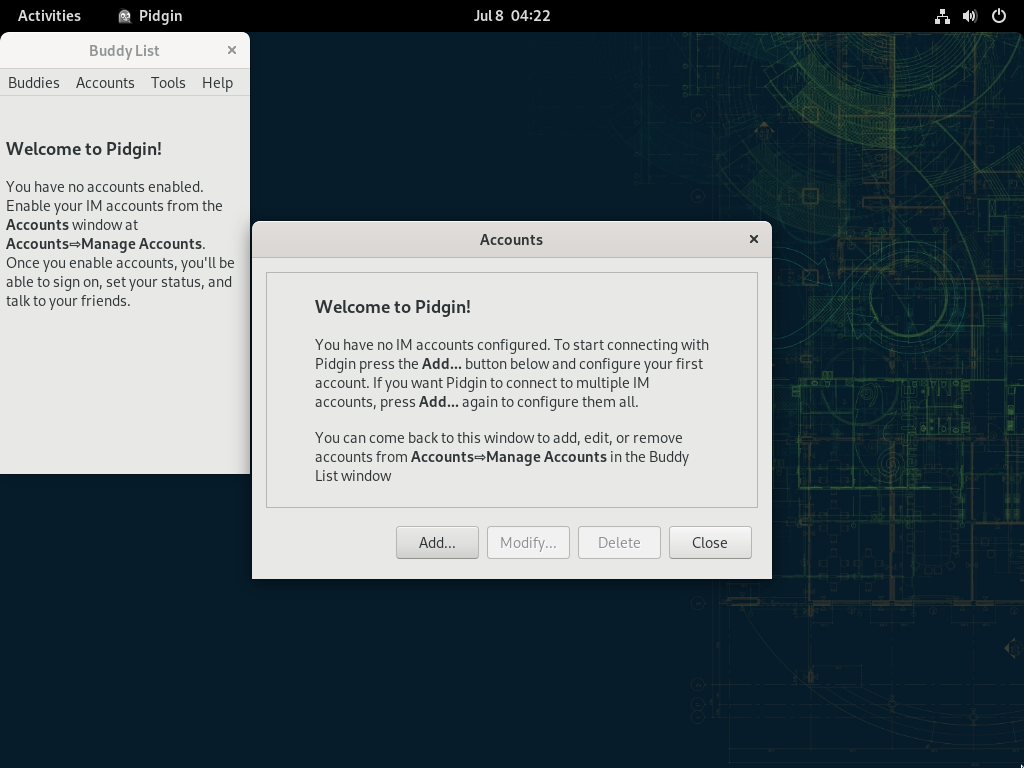 Activities
Pidgin
Jul 8 04:22
Buddy List
×
Buddies Accounts Tools Help
Welcome to Pidgin!
You have no accounts enabled.
Enable your IM accounts from the
Accounts window at
Accounts⇨Manage Accounts.
Once you enable accounts, you'll be
able to sign on, set your status, and
talk to your friends.
Accounts
×
Welcome to Pidgin!
You have no IM accounts configured. To start connecting with
Pidgin press the Add... button below and configure your first
account. If you want Pidgin to connect to multiple IM
accounts, press Add... again to configure them all.
You can come back to this window to add, edit, or remove
accounts from Accounts⇨Manage Accounts in the Buddy
List window
Add...
Modify...
Delete
Close